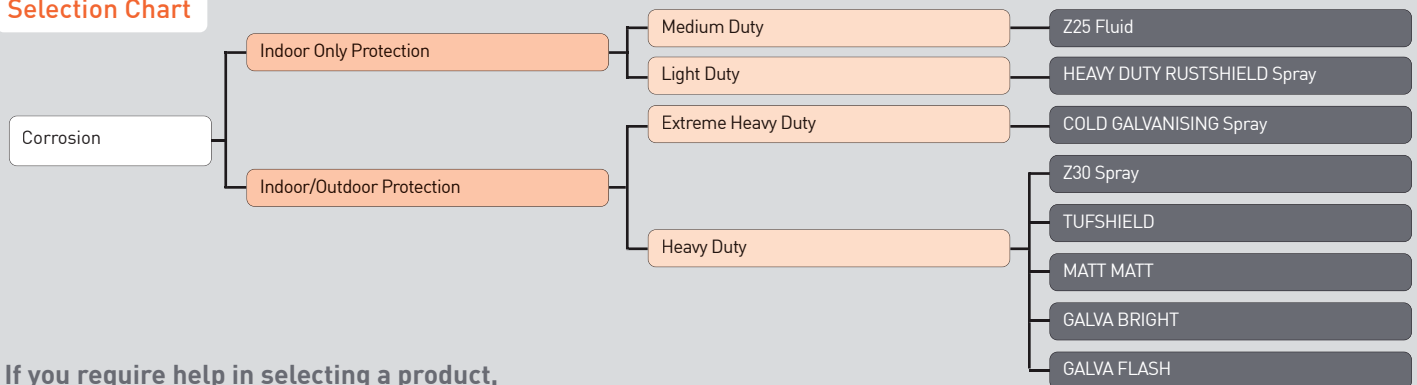 Selection Chart
Corrosion
Indoor Only Protection
Medium Duty
Z25 Fluid
Light Duty
HEAVY DUTY RUSTSHIELD Spray
Indoor/Outdoor Protection
Extreme Heavy Duty
COLD GALVANISING Spray
Heavy Duty
Z30 Spray
TUFSHIELD
MATT MATT
GALVA BRIGHT
GALVA FLASH
If you require help in selecting a product,